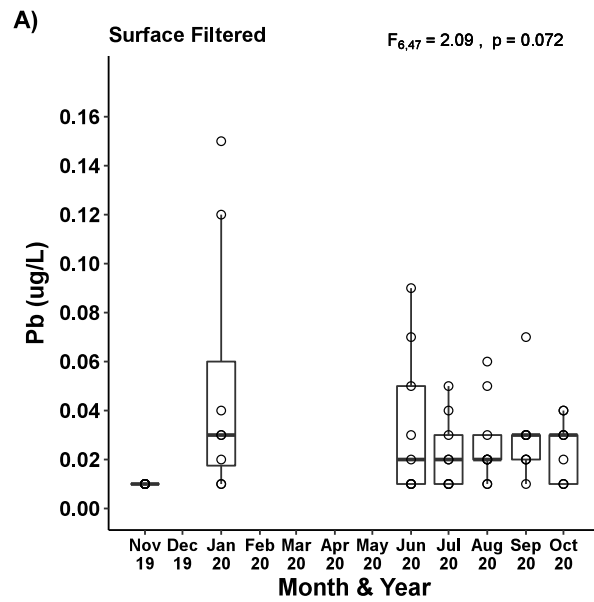 A)
Surface Filtered
F6,47 = 2.09 , p = 0.072
0.16
0.14
0.12
0.10
0.08
0.06
0.04
0.02
0.00
Pb (ug/L)
Nov Dec Jan Feb Mar Apr May Jun Jul Aug Sep Oct
19 19 20 20 20 20 20 20 20 20 20 20
Month & Year